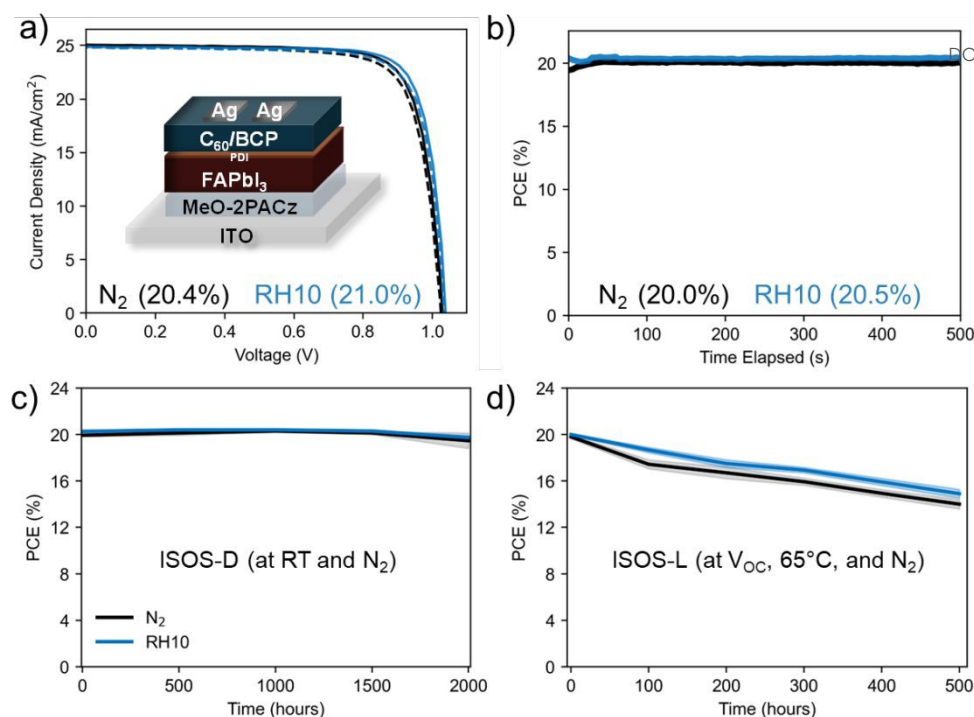 a)
Current Density (mA/cm²)
25
20
15
10
5
0
0.0 0.2 0.4 0.6 0.8 1.0
Voltage (V)
Ag Ag
C₆₀/BCP
PDI
FAPbI₃
MeO-2PACz
ITO
N₂ (20.4%) RH10 (21.0%)
b)
PCE (%)
20
15
10
5
0
0 100 200 300 400 500
Time Elapsed (s)
N₂ (20.0%) RH10 (20.5%)
DO
c)
PCE (%)
24
20
16
12
8
4
0
0 500 1000 1500 2000
Time (hours)
ISOS-D (at RT and N₂)
N₂
RH10
d)
PCE (%)
24
20
16
12
8
4
0
0 100 200 300 400 500
Time (hours)
ISOS-L (at V_OC, 65°C, and N₂)